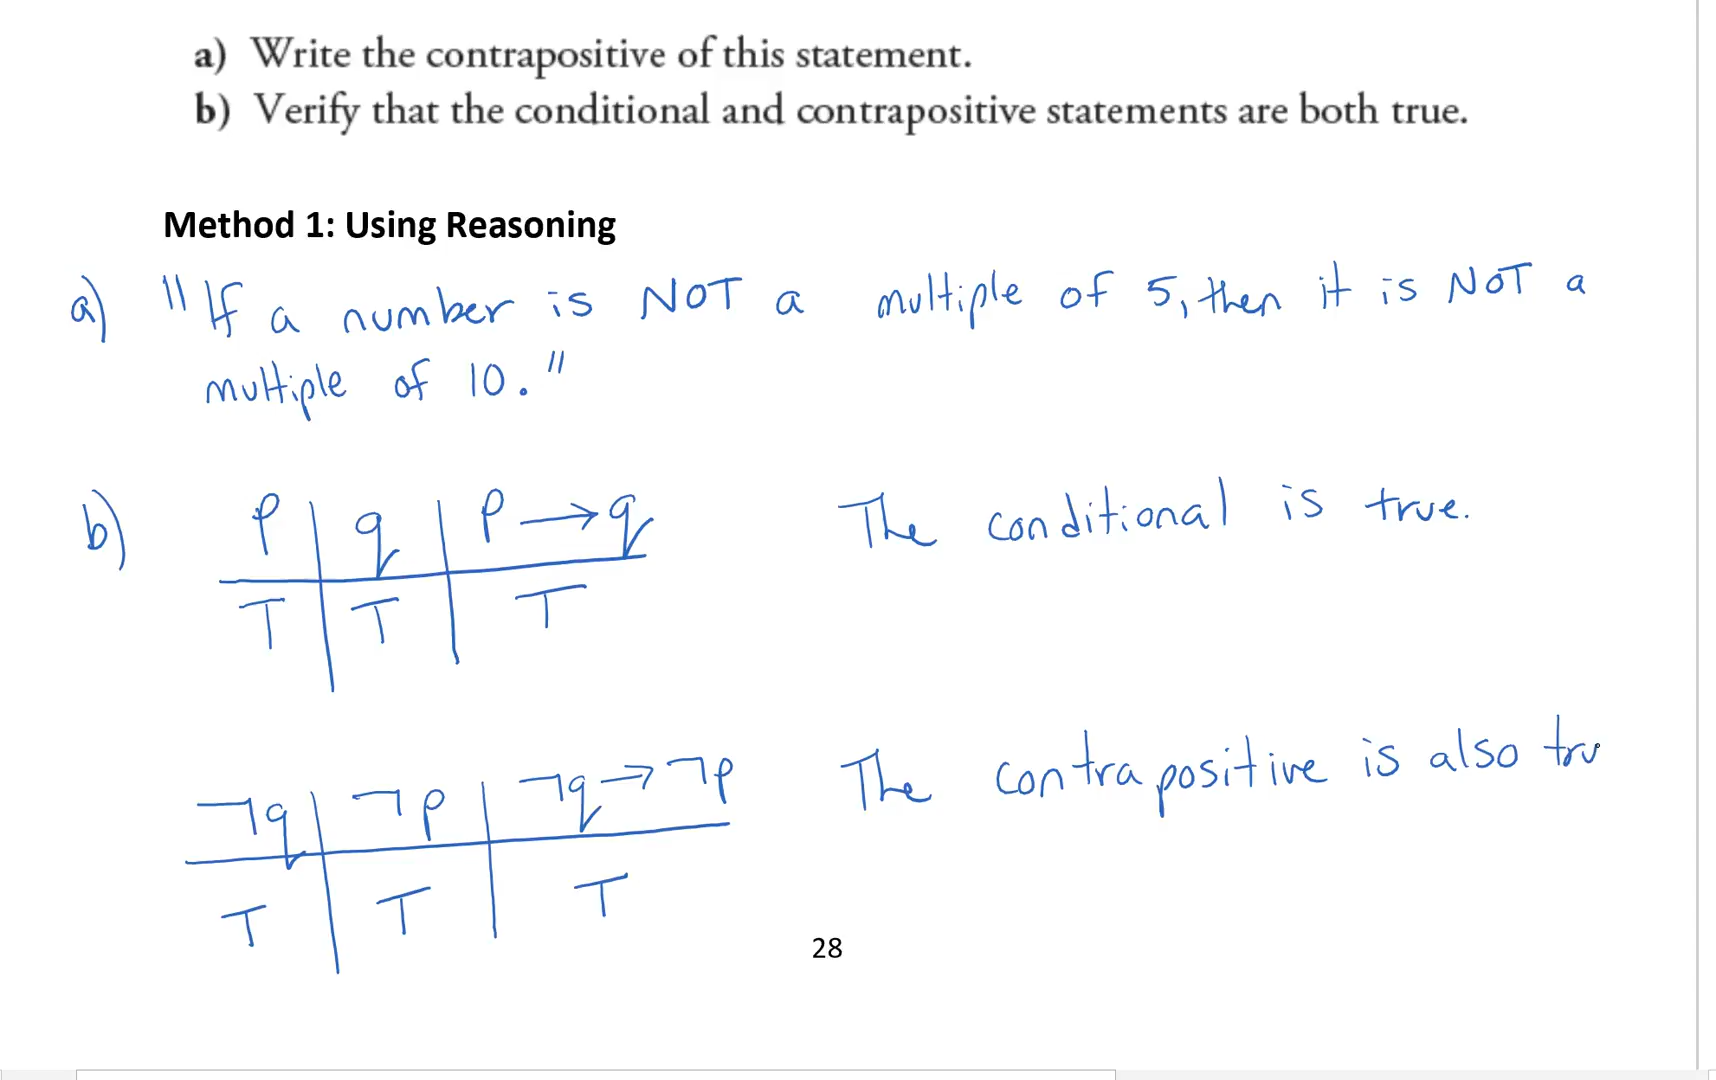 a) Write the contrapositive of this statement.
b) Verify that the conditional and contrapositive statements are both true.
Method 1: Using Reasoning
a) "If a number is NOT a multiple of 5, then it is NOT a
multiple of 10."
b) p q p → q The conditional is true.
T T T
¬q ¬p ¬q → ¬p The contrapositive is also tru
T T T
28